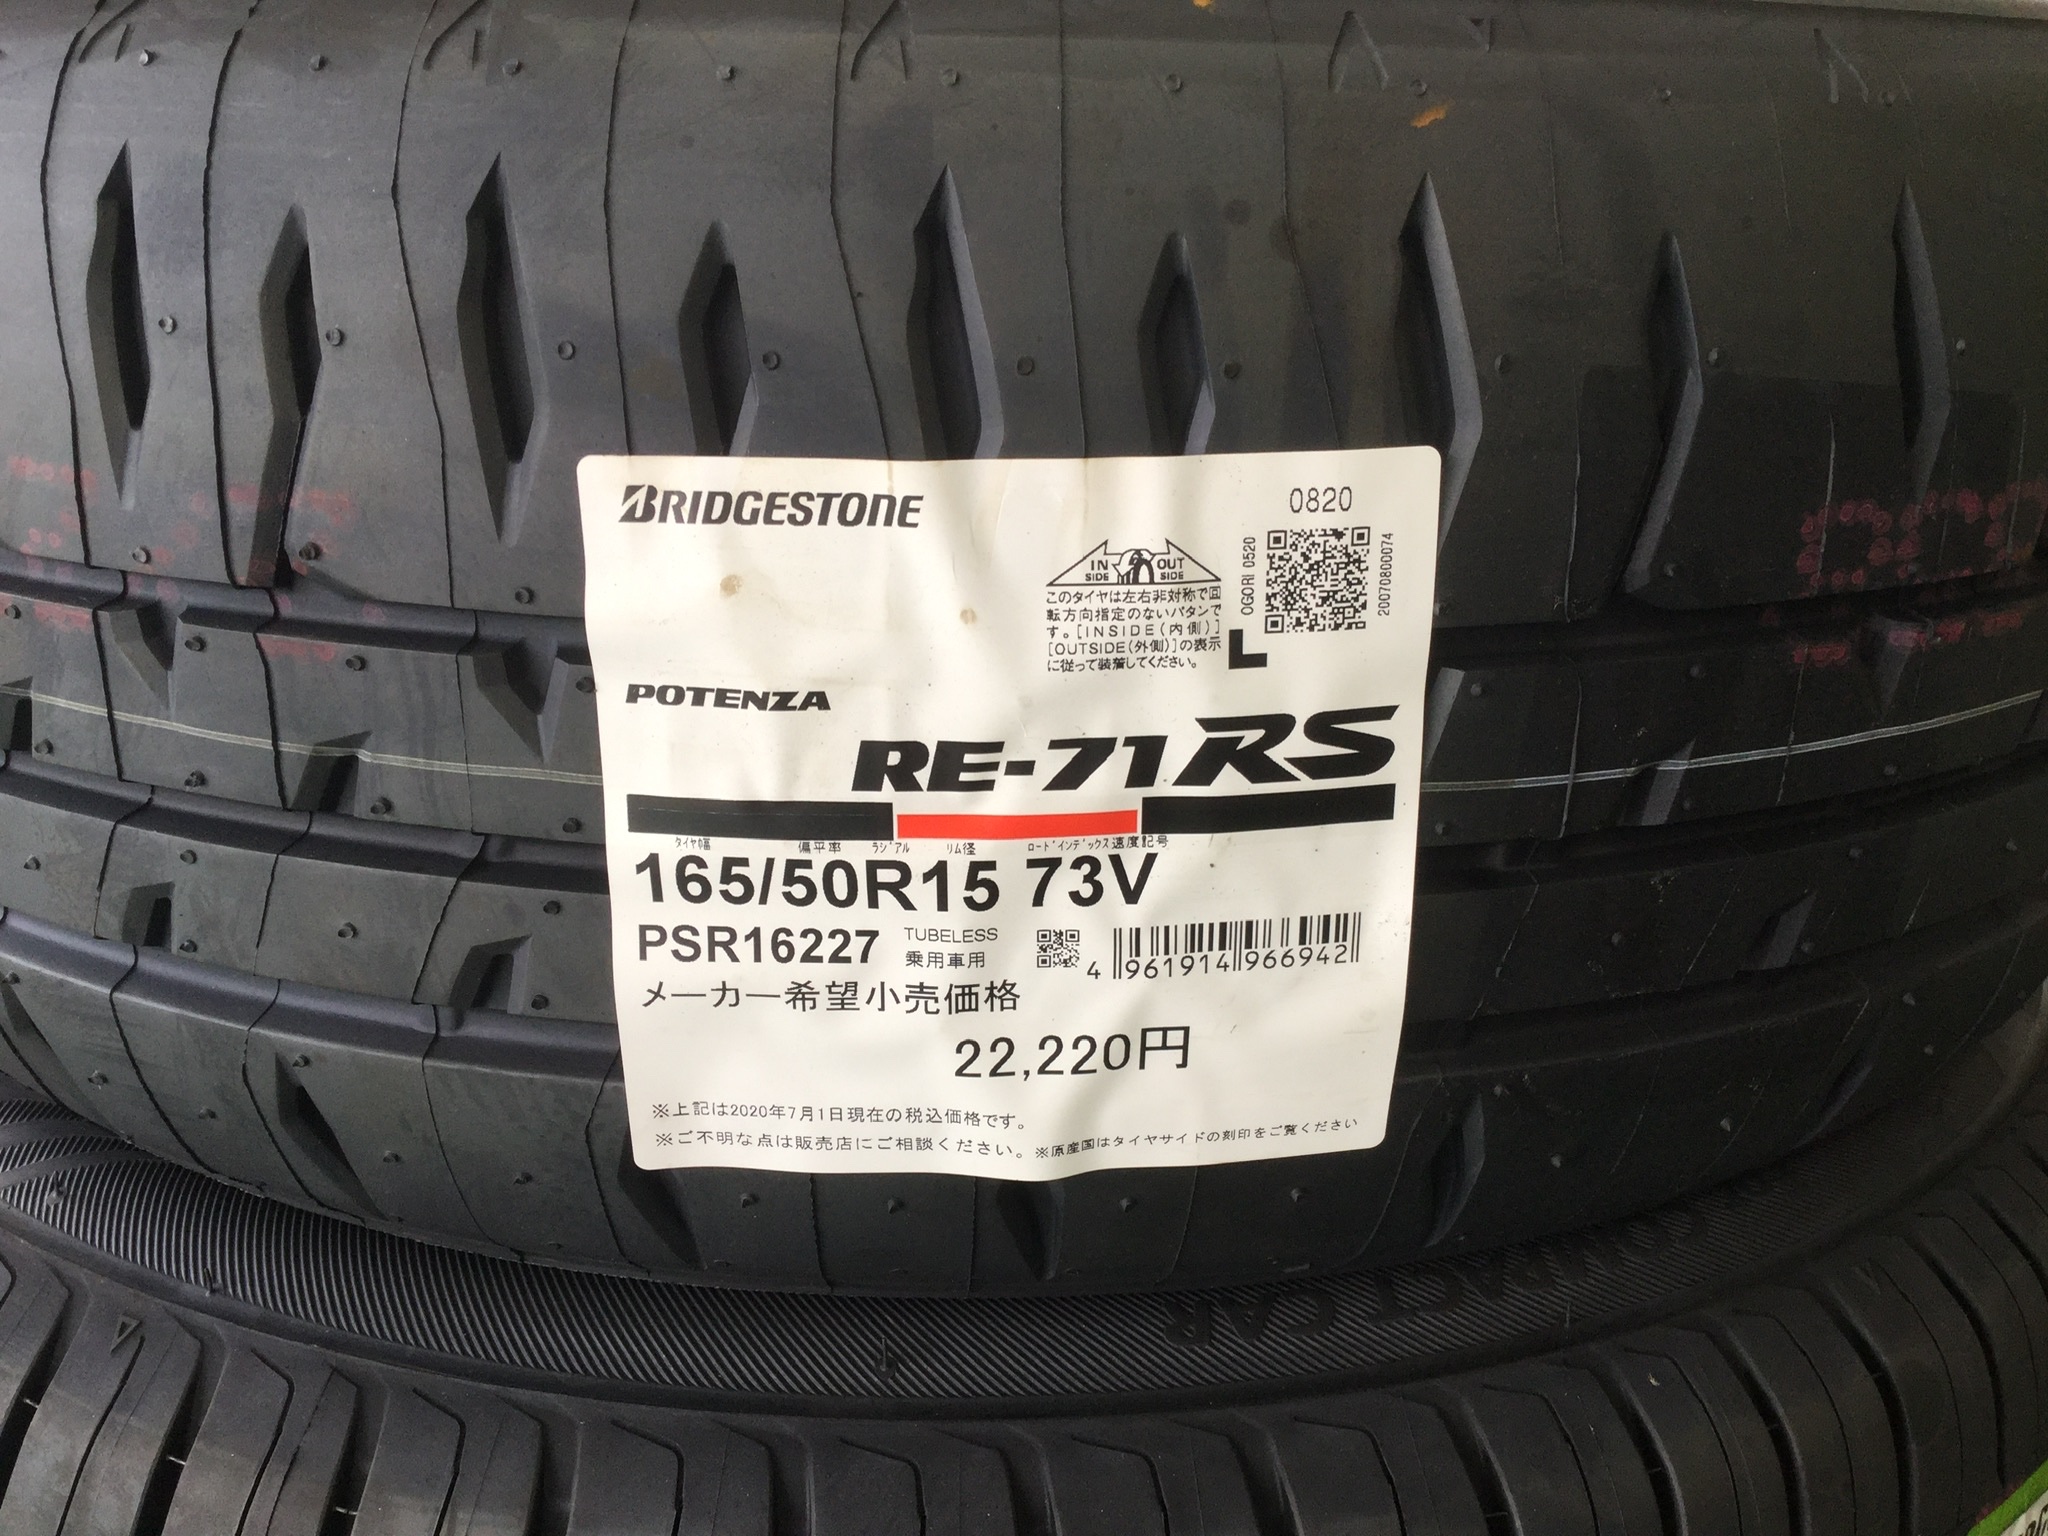 BRIDGESTONE
0820
IN SIDE OUT SIDE
OGORI 0520
20070800074
このタイヤは左右非対称で回
転方向指定のないパタンで
す。[INSIDE(内側)]
[OUTSIDE(外側)]の表示
に従って装着してください。
L
POTENZA
RE-71RS
タイヤ幅 偏平率 ラジアル リム径 ロードインデックス 速度記号
165/50R15 73V
PSR16227
TUBELESS
乗用車用
4 961914 966942
メーカー希望小売価格
22,220円
※上記は2020年7月1日現在の税込価格です。
※ご不明な点は販売店にご相談ください。※原産国はタイヤサイドの刻印をご覧ください
COMPACT CAR